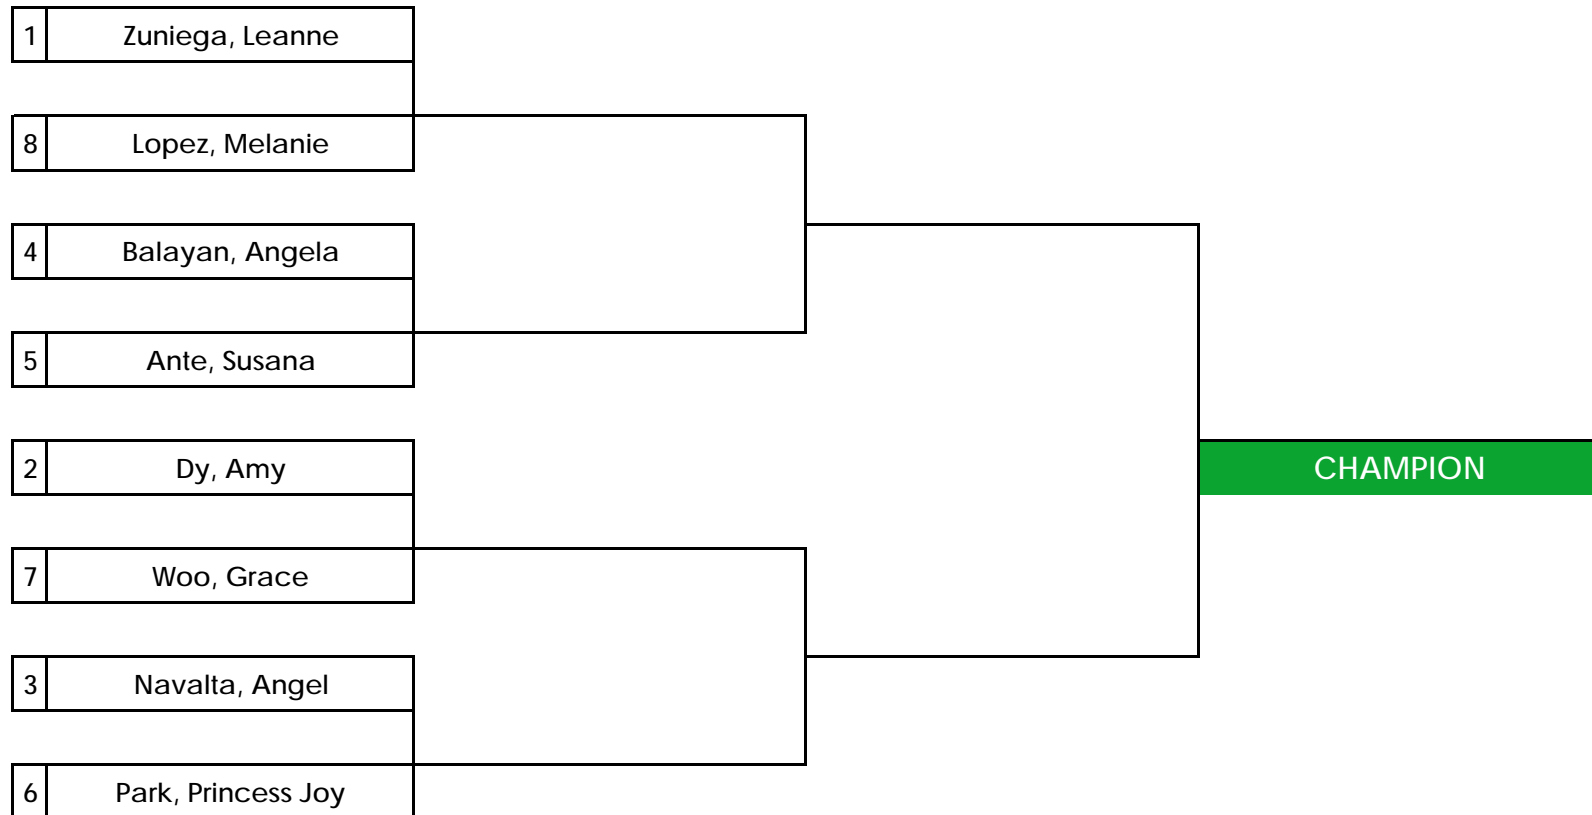 1 Zuniega, Leanne
8 Lopez, Melanie
4 Balayan, Angela
5 Ante, Susana
2 Dy, Amy
CHAMPION
7 Woo, Grace
3 Navalta, Angel
6 Park, Princess Joy